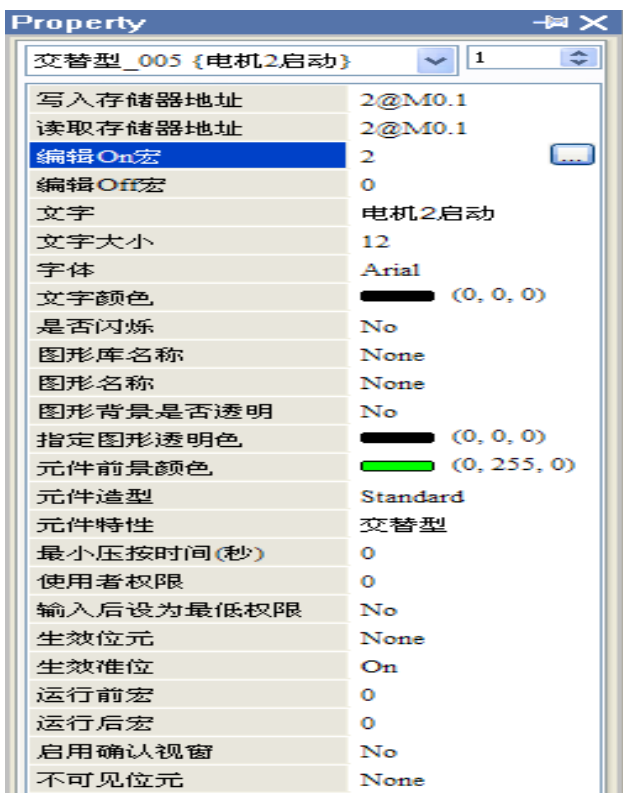 Property
交替型_005 {电机2启动} 1
写入存储器地址 2@M0.1
读取存储器地址 2@M0.1
编辑On宏 2 ...
编辑Off宏 0
文字 电机2启动
文字大小 12
字体 Arial
文字颜色 (0, 0, 0)
是否闪烁 No
图形库名称 None
图形名称 None
图形背景是否透明 No
指定图形透明色 (0, 0, 0)
元件前景颜色 (0, 255, 0)
元件造型 Standard
元件特性 交替型
最小压按时间(秒) 0
使用者权限 0
输入后设为最低权限 No
生效位元 None
生效准位 On
运行前宏 0
运行后宏 0
启用确认视窗 No
不可见位元 None